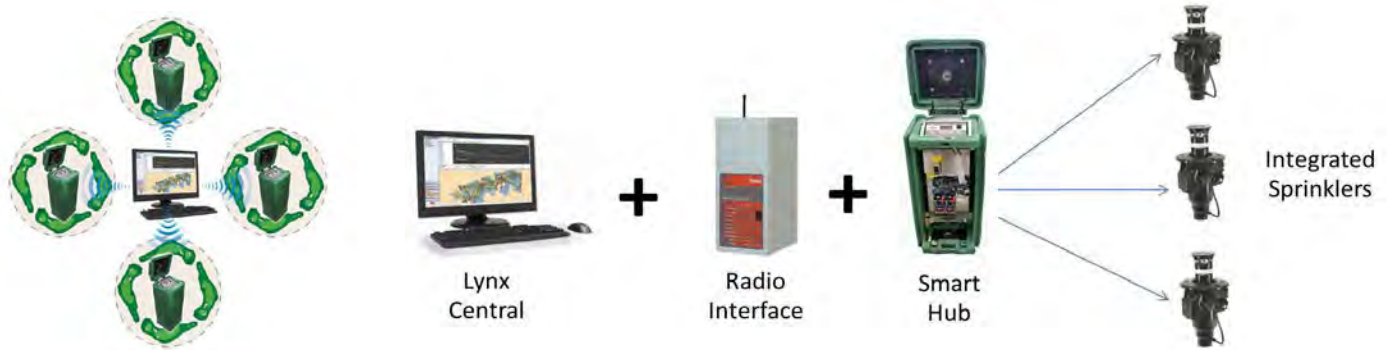 Lynx
Central
Radio
Interface
Smart
Hub
Integrated
Sprinklers